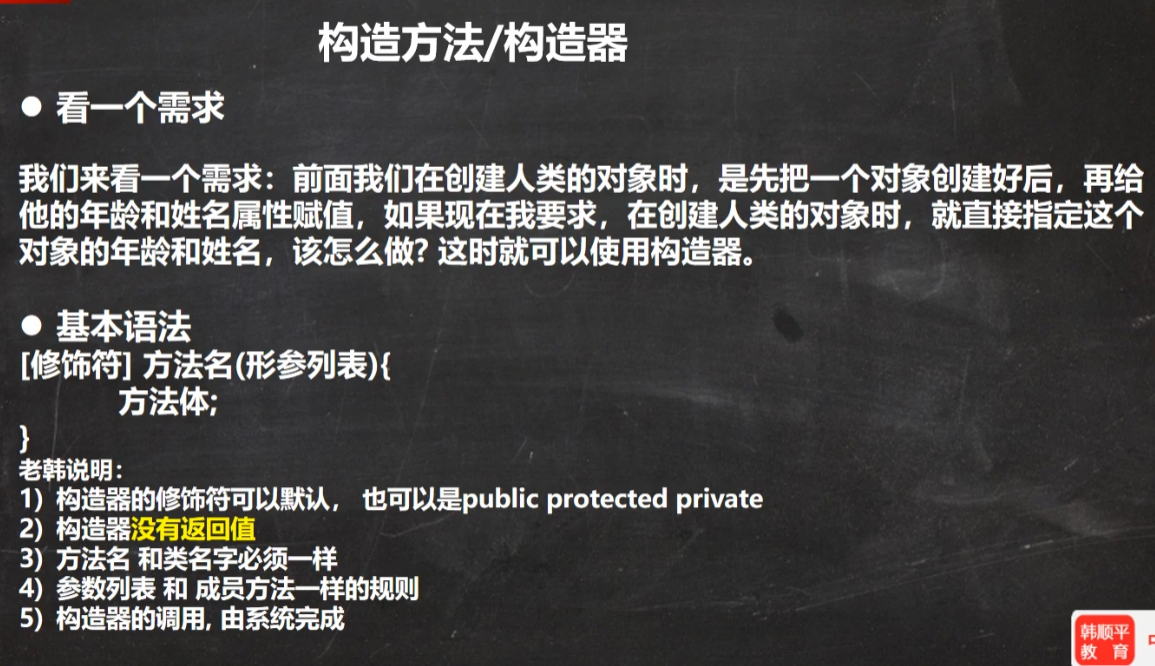 构造方法/构造器
● 看一个需求
我们来看一个需求：前面我们在创建人类的对象时，是先把一个对象创建好后，再给
他的年龄和姓名属性赋值，如果现在我要求，在创建人类的对象时，就直接指定这个
对象的年龄和姓名，该怎么做? 这时就可以使用构造器。
● 基本语法
[修饰符] 方法名(形参列表){
方法体;
}
老韩说明：
1）构造器的修饰符可以默认， 也可以是public protected private
2）构造器没有返回值
3）方法名 和类名字必须一样
4）参数列表 和 成员方法一样的规则
5）构造器的调用, 由系统完成
韩顺平
教 育